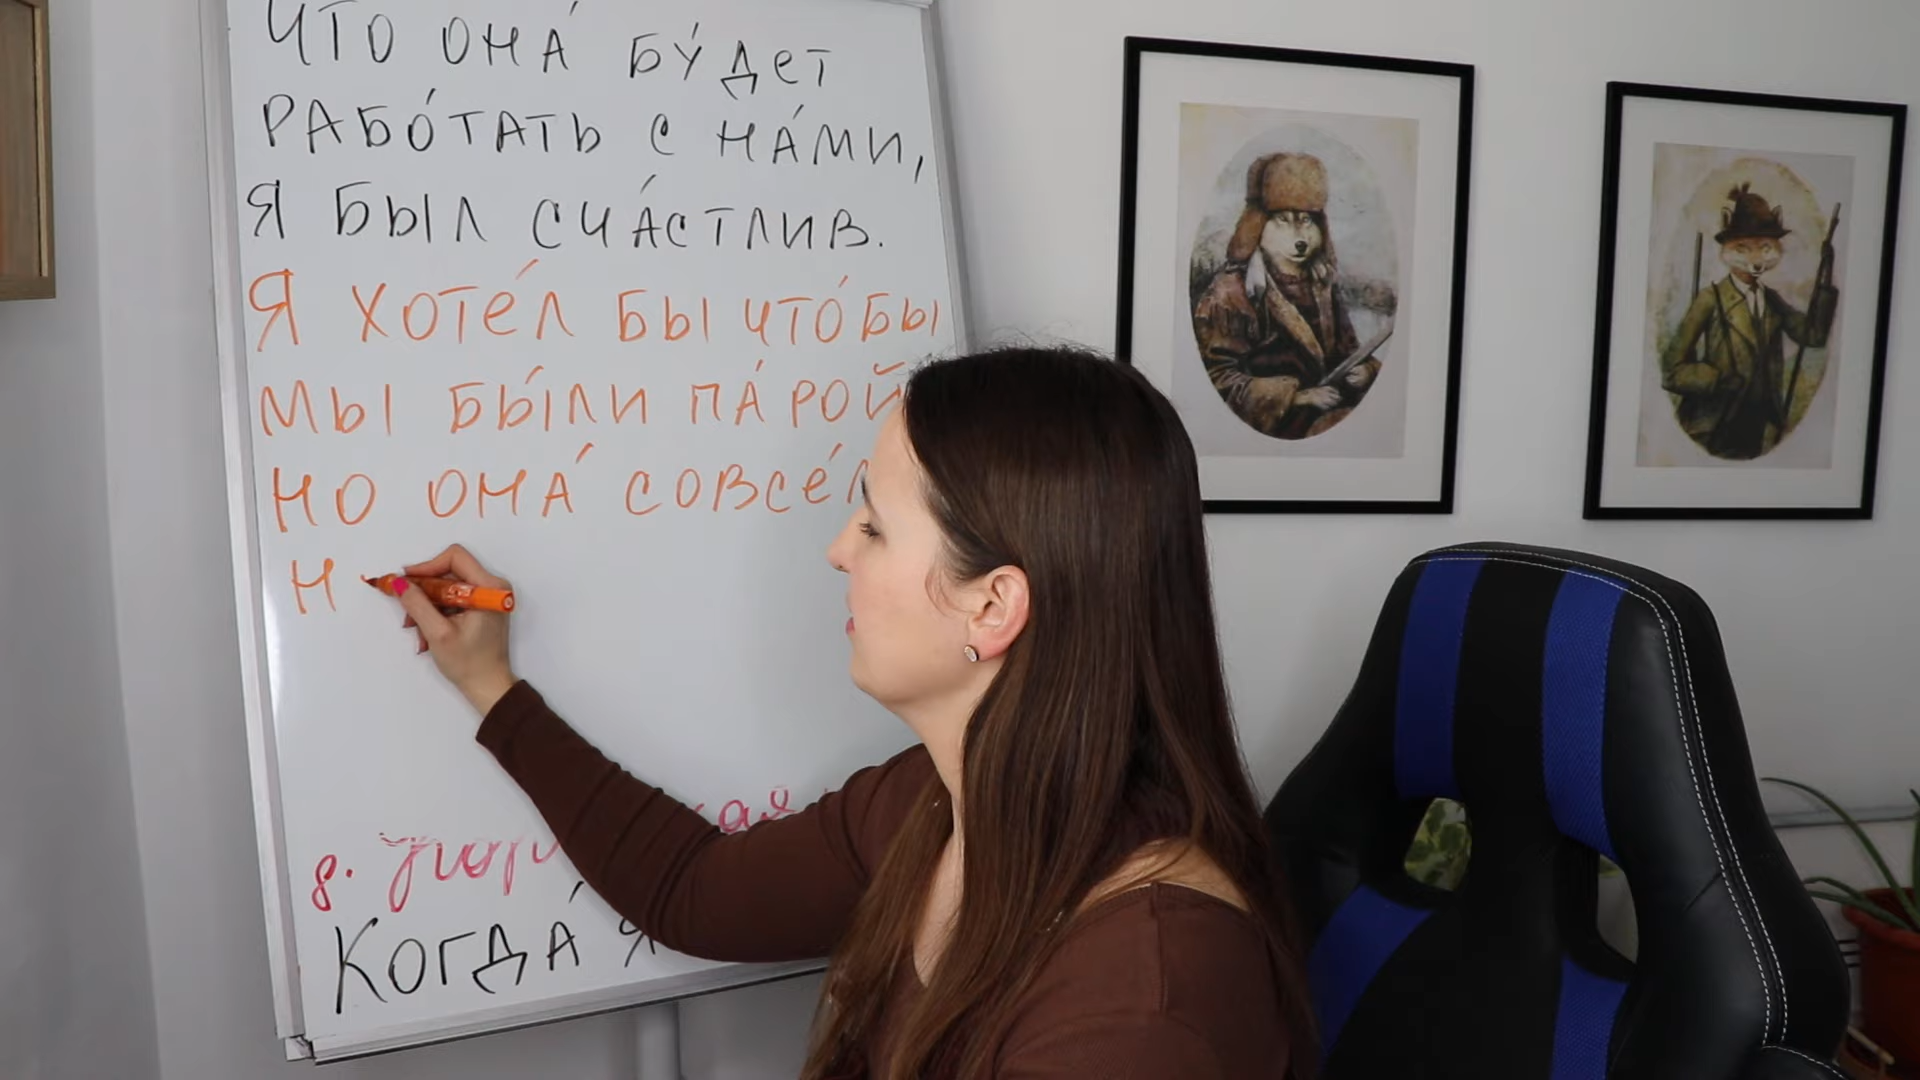 ЧТО ОНА́ БУ́ДеТ
РАБО́ТАТЬ С НА́МИ,
Я БЫЛ СЧА́СТЛИВ.
Я ХОТе́Л БЫ ЧТО́БЫ
МЫ БЫ́ЛИ ПА́РОЙ
НО ОНА́ СОВСе́М
Н
8.
КОГДА́ Я